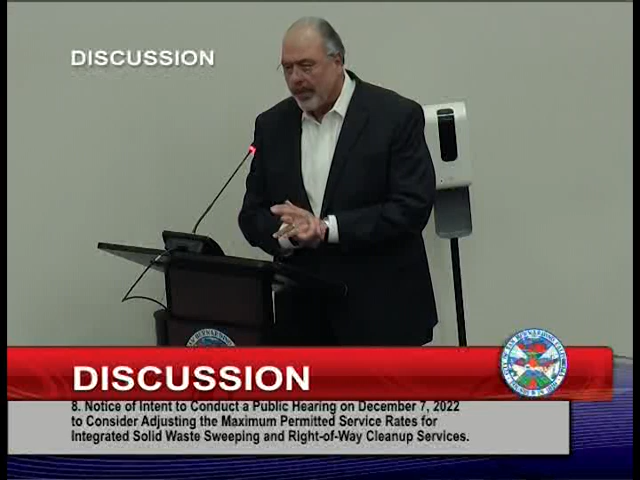 DISCUSSION
DISCUSSION
8. Notice of Intent to Conduct a Public Hearing on December 7, 2022
to Consider Adjusting the Maximum Permitted Service Rates for
Integrated Solid Waste Sweeping and Right-of-Way Cleanup Services.